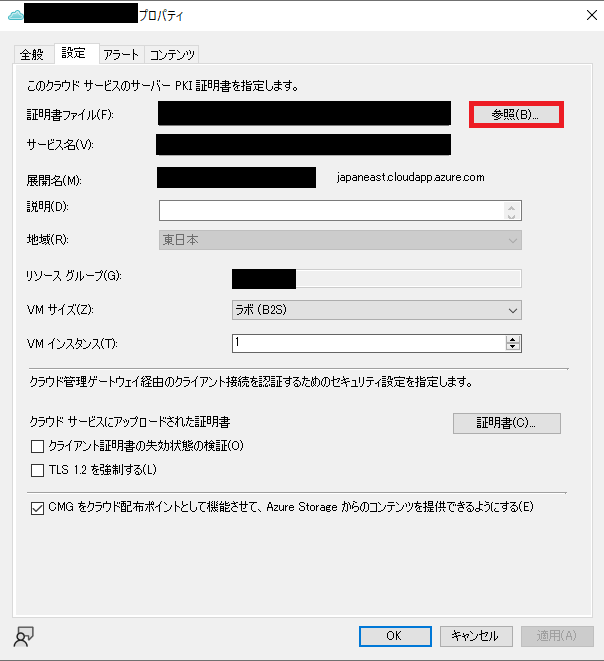 プロパティ
全般 設定 アラート コンテンツ
このクラウド サービスのサーバー PKI 証明書を指定します。
証明書ファイル(F): 参照(B)...
サービス名(V):
展開名(M): japaneast.cloudapp.azure.com
説明(D):
地域(R): 東日本
リソース グループ(G):
VM サイズ(Z): ラボ (B2S)
VM インスタンス(T): 1
クラウド管理ゲートウェイ経由のクライアント接続を認証するためのセキュリティ設定を指定します。
クラウド サービスにアップロードされた証明書 証明書(C)...
クライアント証明書の失効状態の検証(O)
TLS 1.2 を強制する(L)
CMG をクラウド配布ポイントとして機能させて、Azure Storage からのコンテンツを提供できるようにする(E)
OK キャンセル 適用(A)